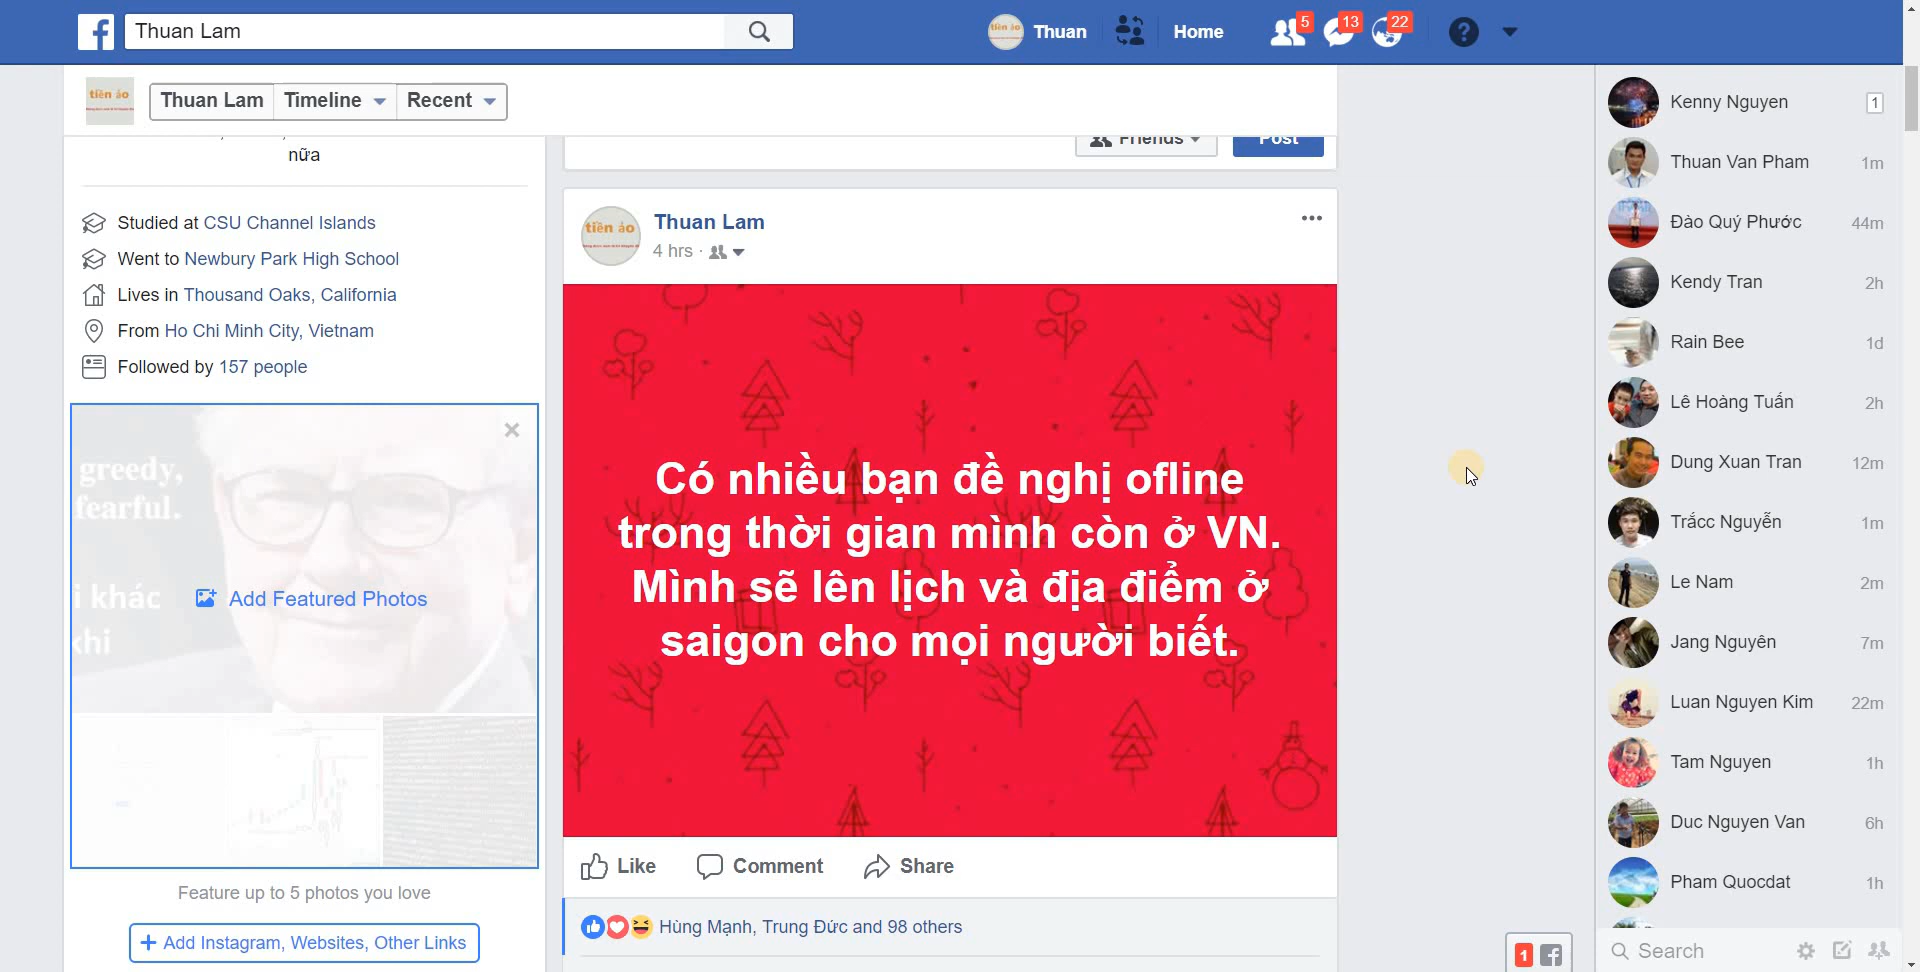 Thuan Lam
Thuan
Home
5
13
22
tiền ảo
Thuan Lam
Timeline
Recent
nữa
Friends
Post
Studied at CSU Channel Islands
Went to Newbury Park High School
Lives in Thousand Oaks, California
From Ho Chi Minh City, Vietnam
Followed by 157 people
greedy,
fearful.
i khác
khi
Add Featured Photos
Feature up to 5 photos you love
+ Add Instagram, Websites, Other Links
tiền ảo
Thuan Lam
4 hrs
Có nhiều bạn đề nghị ofline
trong thời gian mình còn ở VN.
Mình sẽ lên lịch và địa điểm ở
saigon cho mọi người biết.
Like
Comment
Share
Hùng Mạnh, Trung Đức and 98 others
Kenny Nguyen 1
Thuan Van Pham 1m
Đào Quý Phước 44m
Kendy Tran 2h
Rain Bee 1d
Lê Hoàng Tuấn 2h
Dung Xuan Tran 12m
Trắcc Nguyễn 1m
Le Nam 2m
Jang Nguyên 7m
Luan Nguyen Kim 22m
Tam Nguyen 1h
Duc Nguyen Van 6h
Pham Quocdat 1h
1
Search